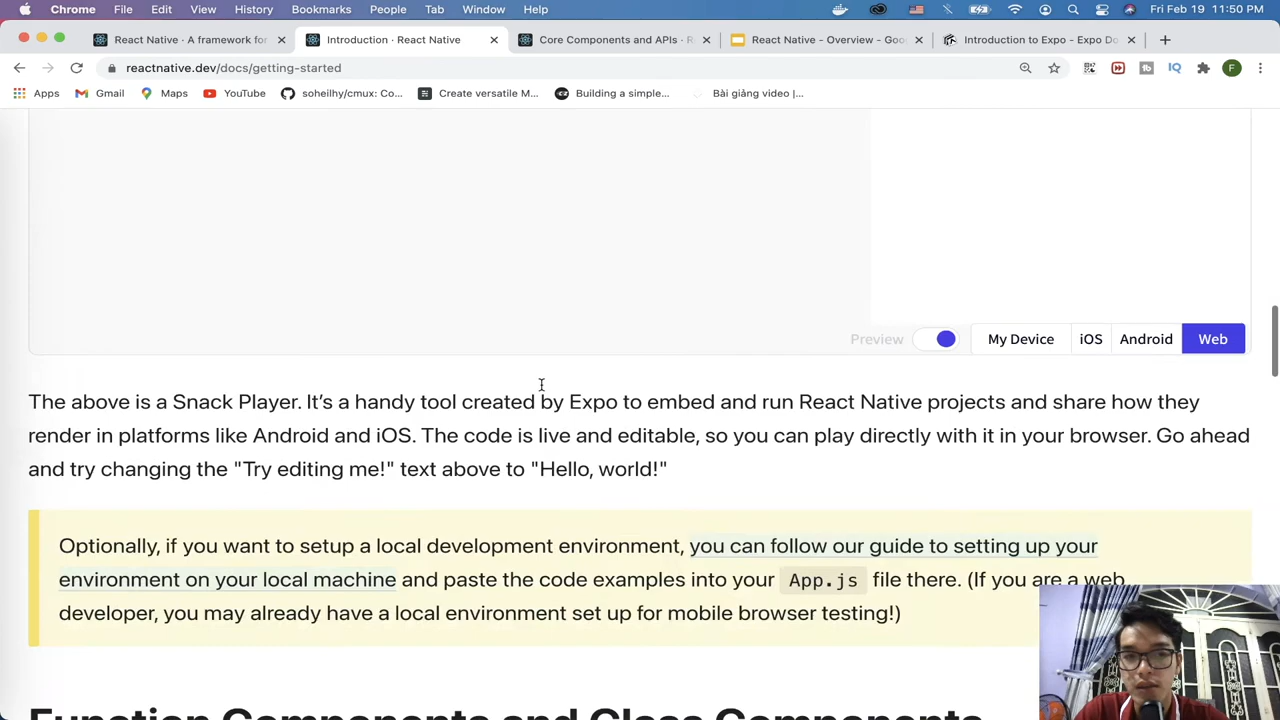 Chrome File Edit View History Bookmarks People Tab Window Help Fri Feb 19 11:50 PM
React Native · A framework for Introduction · React Native Core Components and APIs · R React Native - Overview - Goo Introduction to Expo - Expo Do
reactnative.dev/docs/getting-started
Apps Gmail Maps YouTube soheilhy/cmux: Co... Create versatile M... Building a simple... Bài giảng video |...
Preview My Device iOS Android Web
The above is a Snack Player. It’s a handy tool created by Expo to embed and run React Native projects and share how they
render in platforms like Android and iOS. The code is live and editable, so you can play directly with it in your browser. Go ahead
and try changing the "Try editing me!" text above to "Hello, world!"
Optionally, if you want to setup a local development environment, you can follow our guide to setting up your
environment on your local machine and paste the code examples into your App.js file there. (If you are a web
developer, you may already have a local environment set up for mobile browser testing!)
Function Components and Class Components